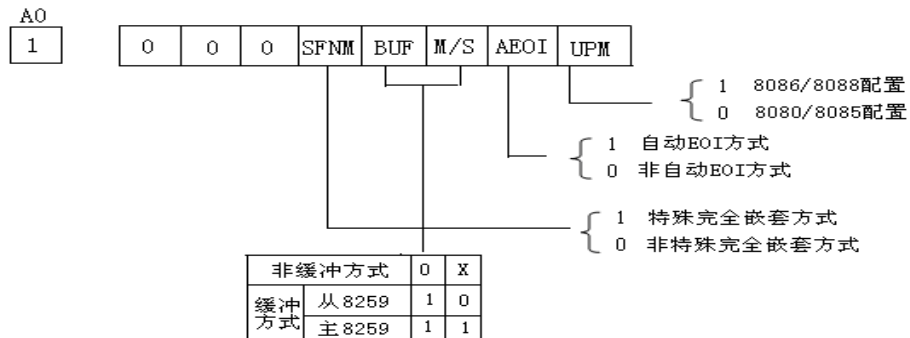 A0
1 0 0 0 SFNM BUF M/S AEOI UPM
1 8086/8088配置
0 8080/8085配置
1 自动EOI方式
0 非自动EOI方式
1 特殊完全嵌套方式
0 非特殊完全嵌套方式
非缓冲方式 0 X
缓冲方式 从8259 1 0
主8259 1 1